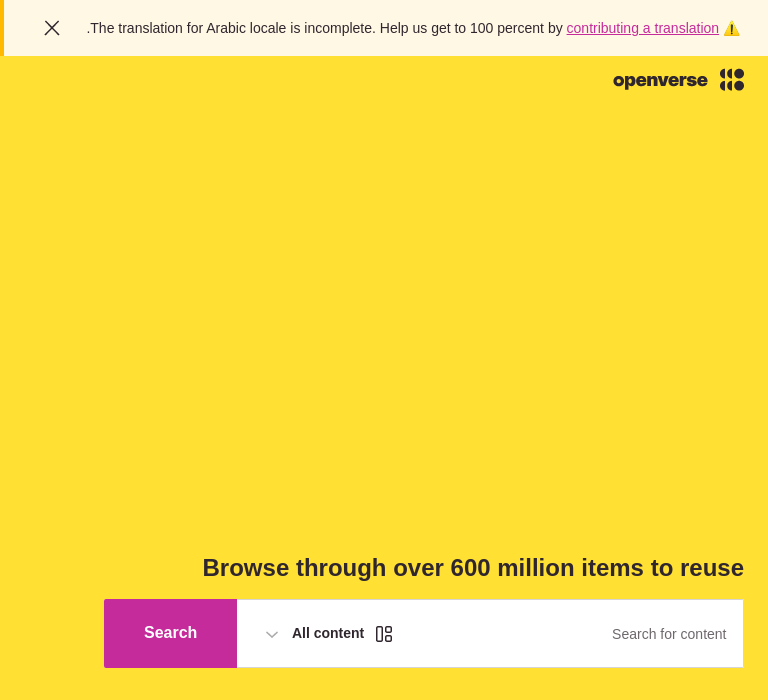 .The translation for Arabic locale is incomplete. Help us get to 100 percent by contributing a translation ⚠️
openverse
Browse through over 600 million items to reuse
Search
All content
Search for content